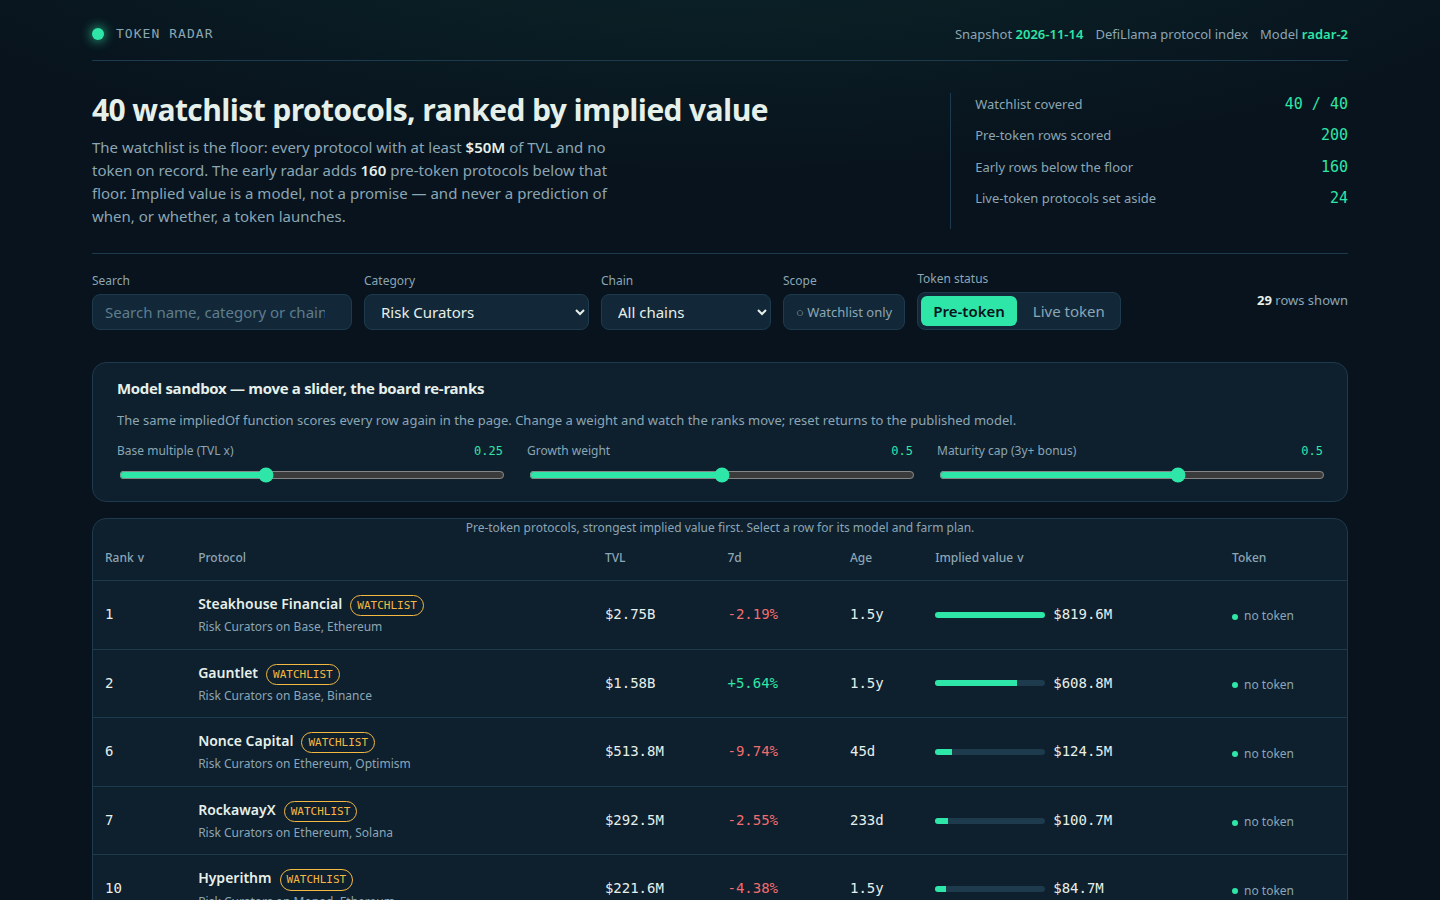 TOKEN RADAR
Snapshot 2026-11-14 DefiLlama protocol index Model radar-2
40 watchlist protocols, ranked by implied value
The watchlist is the floor: every protocol with at least $50M of TVL and no
token on record. The early radar adds 160 pre-token protocols below that
floor. Implied value is a model, not a promise — and never a prediction of
when, or whether, a token launches.
Watchlist covered 40 / 40
Pre-token rows scored 200
Early rows below the floor 160
Live-token protocols set aside 24
Search Category Chain Scope Token status
Search name, category or chain Risk Curators All chains ○ Watchlist only Pre-token Live token
29 rows shown
Model sandbox — move a slider, the board re-ranks
The same impliedOf function scores every row again in the page. Change a weight and watch the ranks move; reset returns to the published model.
Base multiple (TVL x) 0.25 Growth weight 0.5 Maturity cap (3y+ bonus) 0.5
Pre-token protocols, strongest implied value first. Select a row for its model and farm plan.
Rank v Protocol TVL 7d Age Implied value v Token
1 Steakhouse Financial WATCHLIST $2.75B -2.19% 1.5y $819.6M no token
Risk Curators on Base, Ethereum
2 Gauntlet WATCHLIST $1.58B +5.64% 1.5y $608.8M no token
Risk Curators on Base, Binance
6 Nonce Capital WATCHLIST $513.8M -9.74% 45d $124.5M no token
Risk Curators on Ethereum, Optimism
7 RockawayX WATCHLIST $292.5M -2.55% 233d $100.7M no token
Risk Curators on Ethereum, Solana
10 Hyperithm WATCHLIST $221.6M -4.38% 1.5y $84.7M no token
Risk Curators on Monad, Ethereum